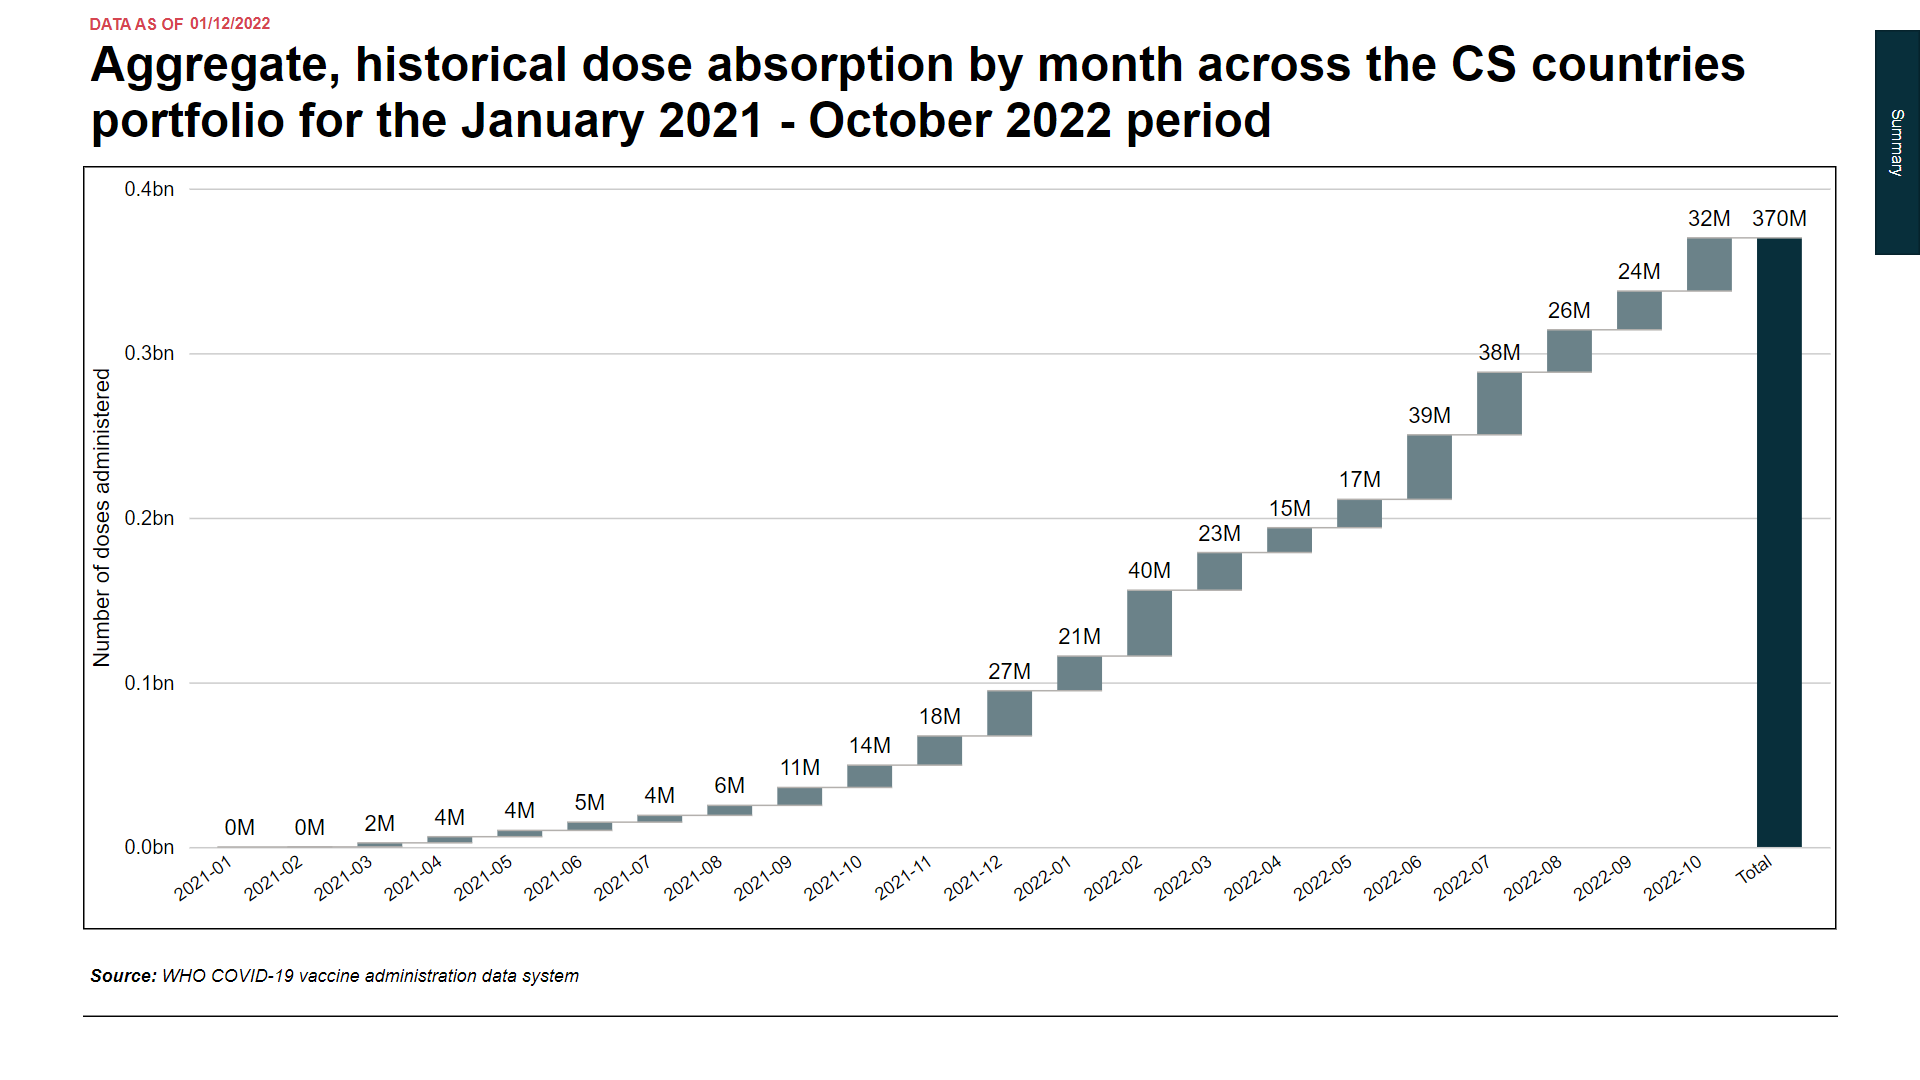 DATA AS OF 01/12/2022
Aggregate, historical dose absorption by month across the CS countries
portfolio for the January 2021 - October 2022 period
Summary
Number of doses administered
0.4bn
0.3bn
0.2bn
0.1bn
0.0bn
0M
0M
2M
4M
4M
5M
4M
6M
11M
14M
18M
27M
21M
40M
23M
15M
17M
39M
38M
26M
24M
32M
370M
2021-01
2021-02
2021-03
2021-04
2021-05
2021-06
2021-07
2021-08
2021-09
2021-10
2021-11
2021-12
2022-01
2022-02
2022-03
2022-04
2022-05
2022-06
2022-07
2022-08
2022-09
2022-10
Total
Source: WHO COVID-19 vaccine administration data system